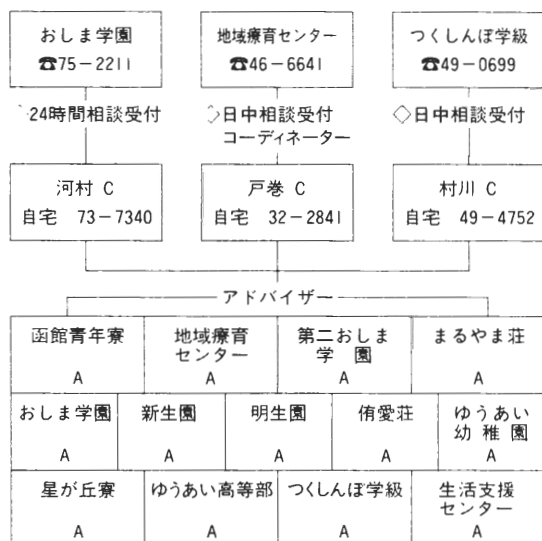 おしま学園
☎75-2211
地域療育センター
☎46-6641
つくしんぼ学級
☎49-0699
◇24時間相談受付
◇日中相談受付
コーディネーター
◇日中相談受付
河村 C
自宅 73-7340
戸巻 C
自宅 32-2841
村川 C
自宅 49-4752
アドバイザー
函館青年寮
A
地域療育
センター
A
第二おしま
学 園
A
まるやま荘
A
おしま学園
A
新生園
A
明生園
A
侑愛荘
A
ゆうあい
幼 稚 園
A
星が丘寮
A
ゆうあい高等部
A
つくしんぼ学級
A
生活支援
センター
A